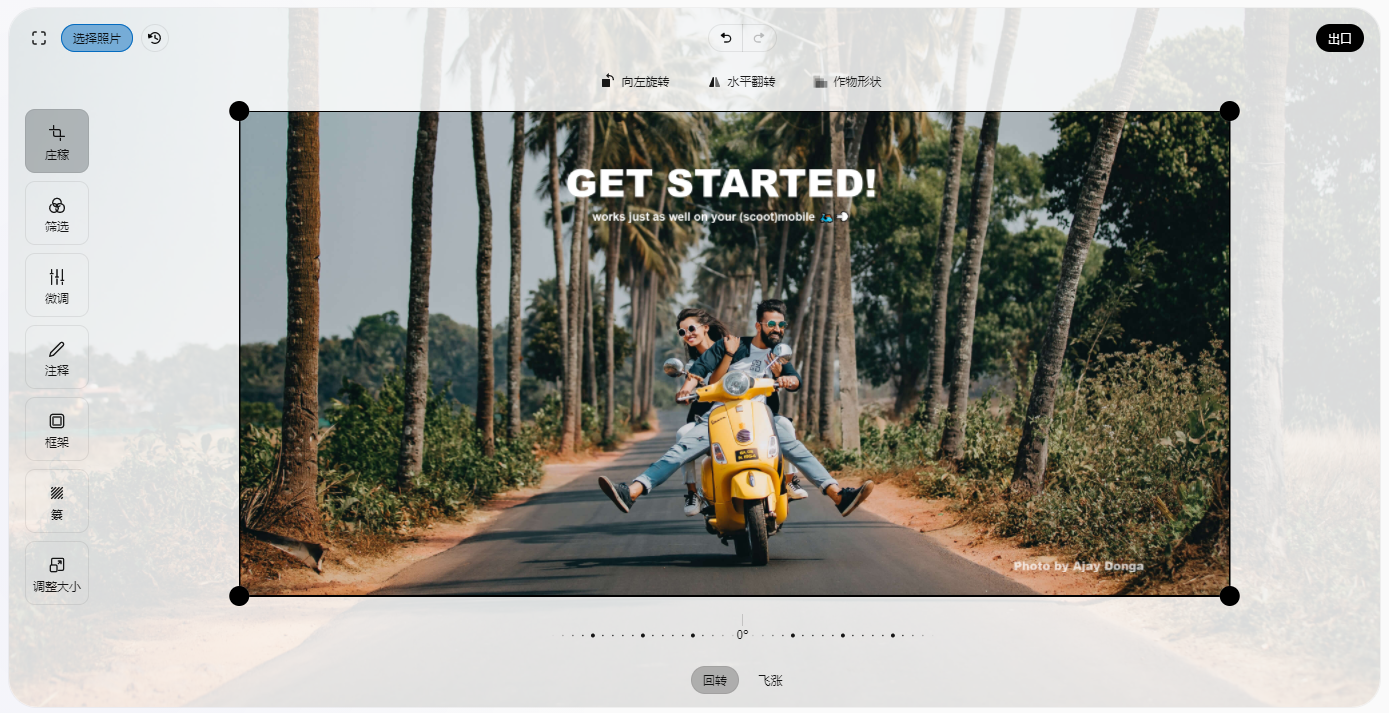 选择照片
出口
向左旋转 水平翻转 作物形状
庄稼
筛选
微调
注释
框架
纂
调整大小
GET STARTED!
works just as well on your (scoot)mobile
Photo by Ajay Donga
0°
回转 飞涨